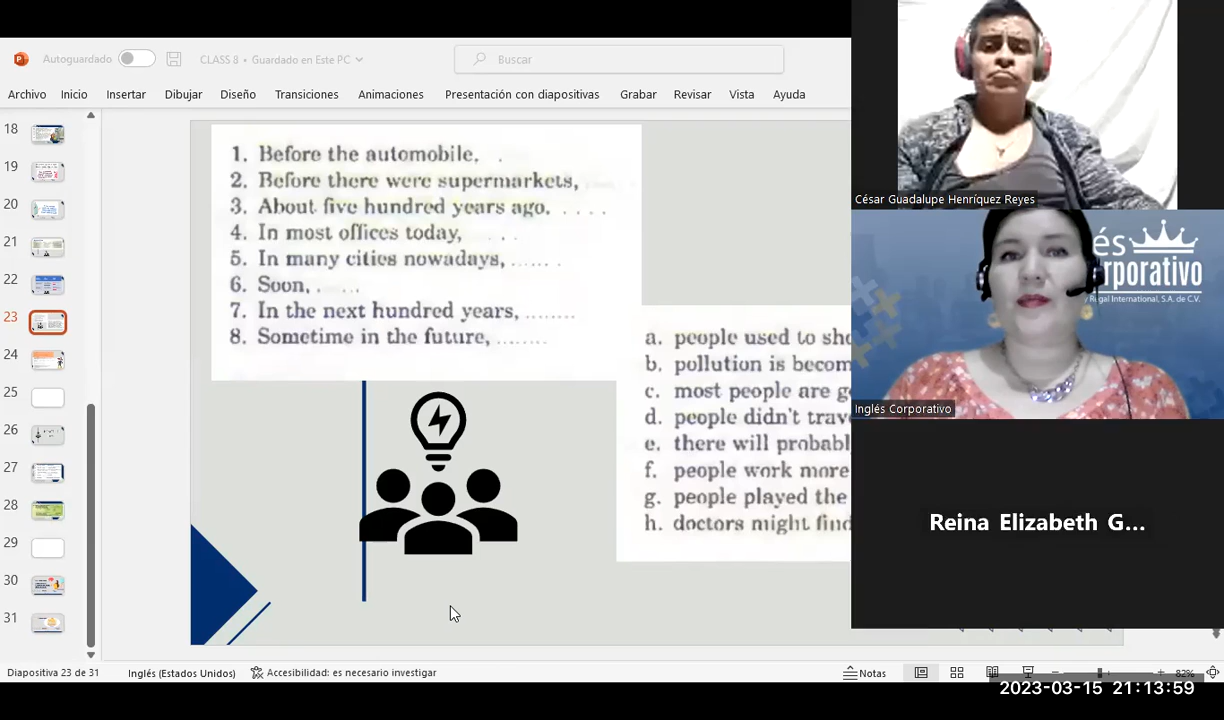 Autoguardado
CLASS 8 • Guardado en Este PC
Buscar
Archivo Inicio Insertar Dibujar Diseño Transiciones Animaciones Presentación con diapositivas Grabar Revisar Vista Ayuda
18
19
20
21
22
23
24
25
26
27
28
29
30
31
1. Before the automobile, .
2. Before there were supermarkets,
3. About five hundred years ago, . . . .
4. In most offices today, . . .
5. In many cities nowadays, ......
6. Soon, . ...
7. In the next hundred years, ........
8. Sometime in the future, ........
a. people used to sho
b. pollution is becom
c. most people are g
d. people didn't trav
e. there will probabl
f. people work more
g. people played the
h. doctors might find
César Guadalupe Henríquez Reyes
és
rporativo
Regal International, S.A. de C.V.
Inglés Corporativo
Reina Elizabeth G...
Diapositiva 23 de 31 Inglés (Estados Unidos) Accesibilidad: es necesario investigar Notas 82%
2023-03-15 21:13:59